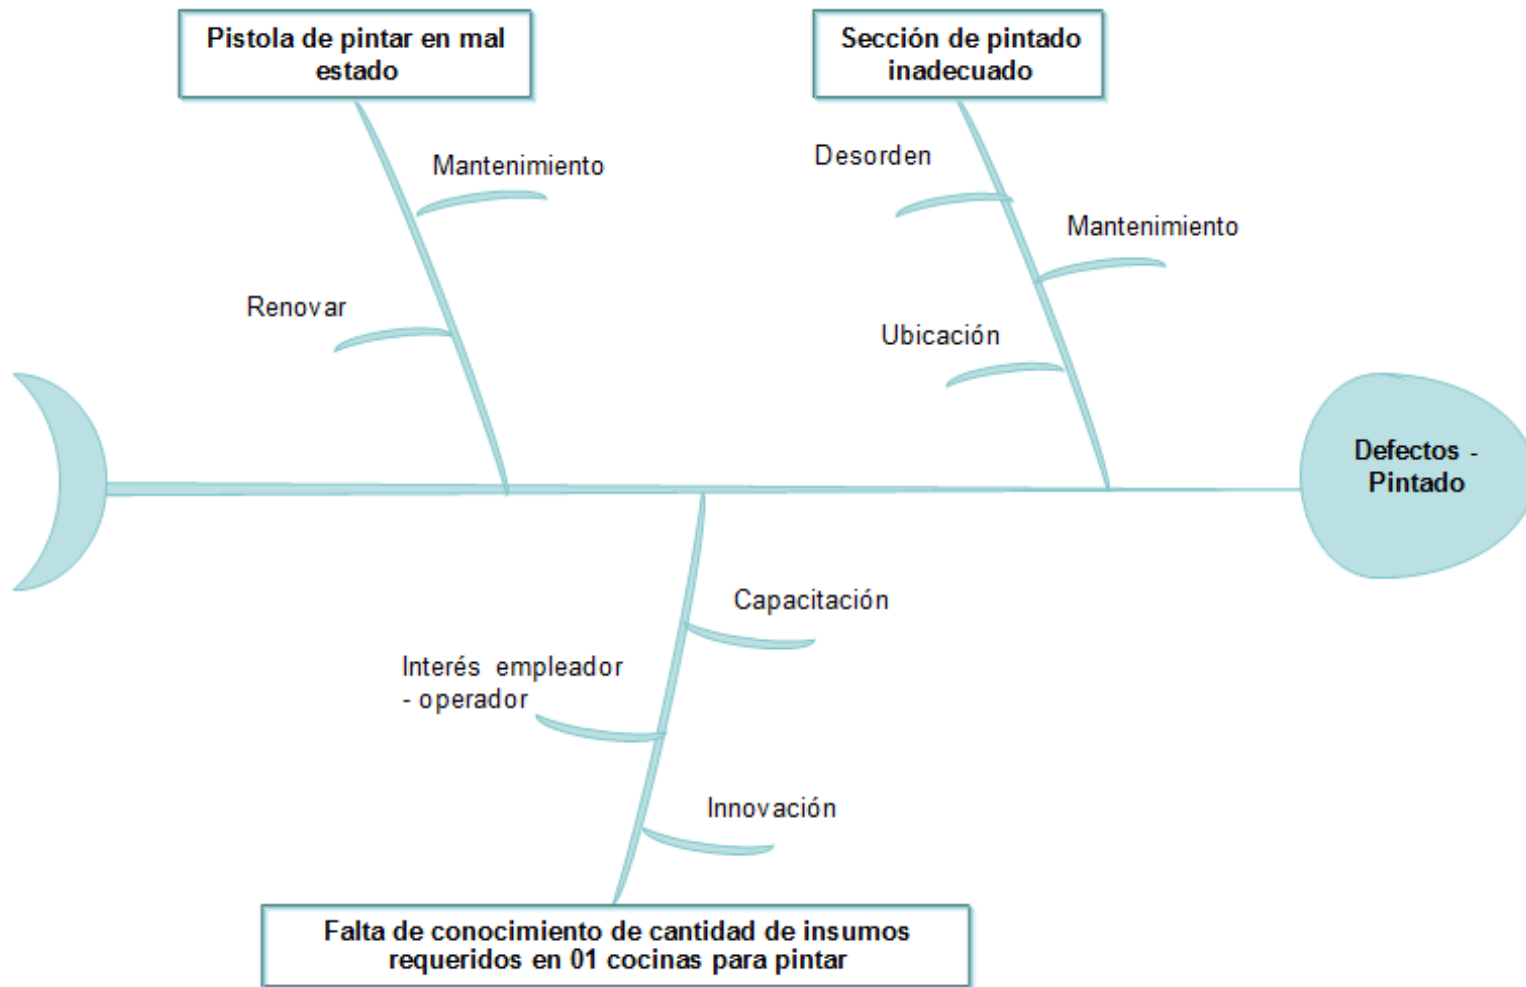 Pistola de pintar en mal
estado
Sección de pintado
inadecuado
Desorden
Mantenimiento
Mantenimiento
Renovar
Ubicación
Defectos -
Pintado
Capacitación
Interés empleador
- operador
Innovación
Falta de conocimiento de cantidad de insumos
requeridos en 01 cocinas para pintar